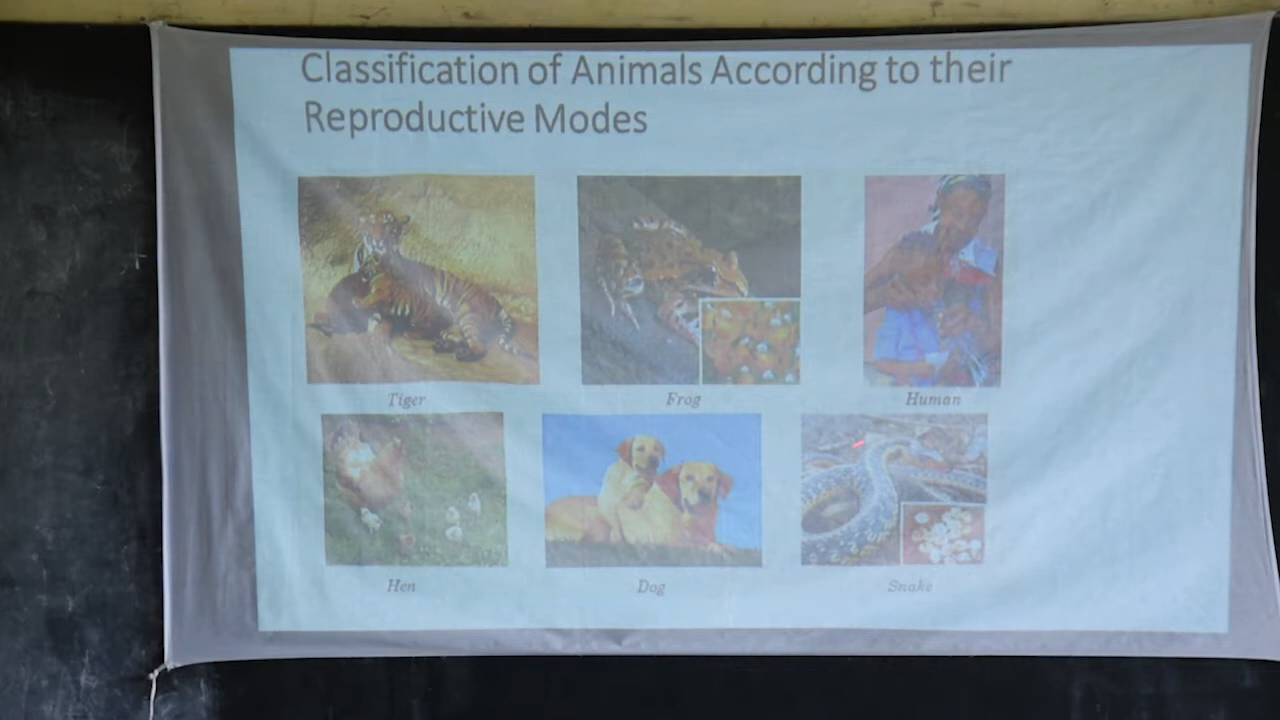 Classification of Animals According to their
Reproductive Modes
Tiger
Frog
Human
Hen
Dog
Snake